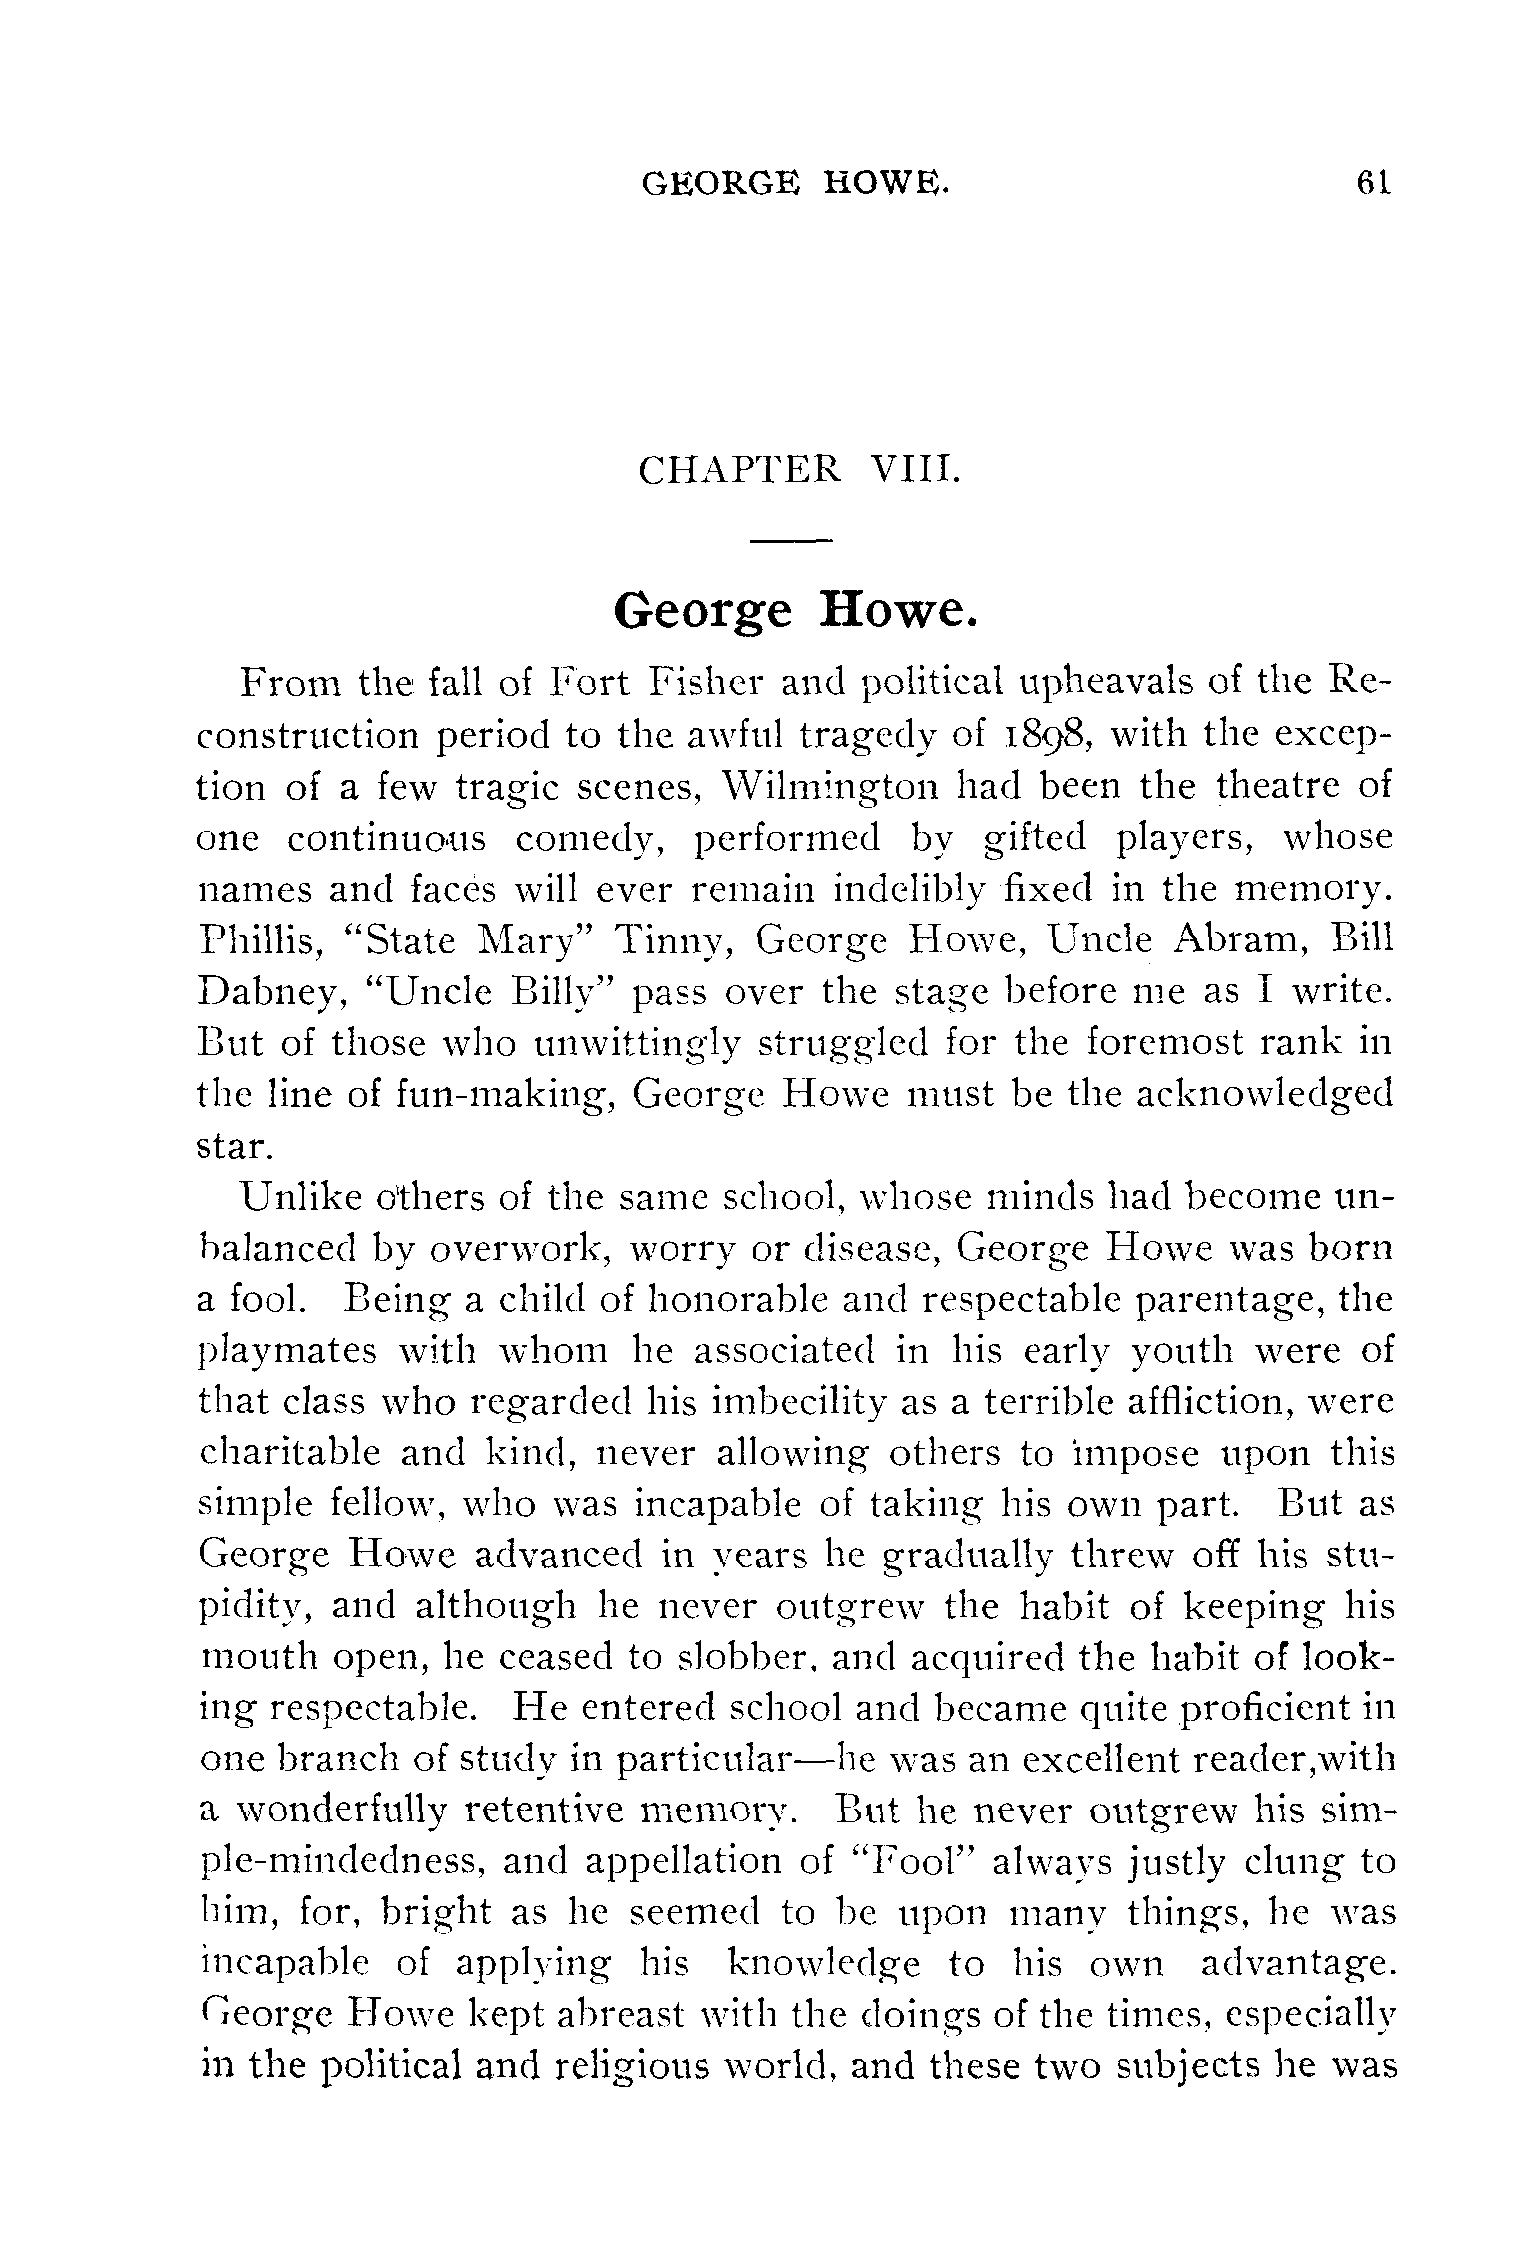 GEORGE HOWE. 61
CHAPTER VIII.
George Howe.
From the fall of Fort Fisher and political upheavals of the Re-
construction period to the awful tragedy of 1898, with the excep-
tion of a few tragic scenes, Wilmington had been the theatre of
one continuous comedy, performed by gifted players, whose
names and faces will ever remain indelibly fixed in the memory.
Phillis, “State Mary” Tinny, George Howe, Uncle Abram, Bill
Dabney, “Uncle Billy” pass over the stage before me as I write.
But of those who unwittingly struggled for the foremost rank in
the line of fun-making, George Howe must be the acknowledged
star.
Unlike others of the same school, whose minds had become un-
balanced by overwork, worry or disease, George Howe was born
a fool. Being a child of honorable and respectable parentage, the
playmates with whom he associated in his early youth were of
that class who regarded his imbecility as a terrible affliction, were
charitable and kind, never allowing others to impose upon this
simple fellow, who was incapable of taking his own part. But as
George Howe advanced in years he gradually threw off his stu-
pidity, and although he never outgrew the habit of keeping his
mouth open, he ceased to slobber, and acquired the habit of look-
ing respectable. He entered school and became quite proficient in
one branch of study in particular—he was an excellent reader,with
a wonderfully retentive memory. But he never outgrew his sim-
ple-mindedness, and appellation of “Fool” always justly clung to
him, for, bright as he seemed to be upon many things, he was
incapable of applying his knowledge to his own advantage.
George Howe kept abreast with the doings of the times, especially
in the political and religious world, and these two subjects he was